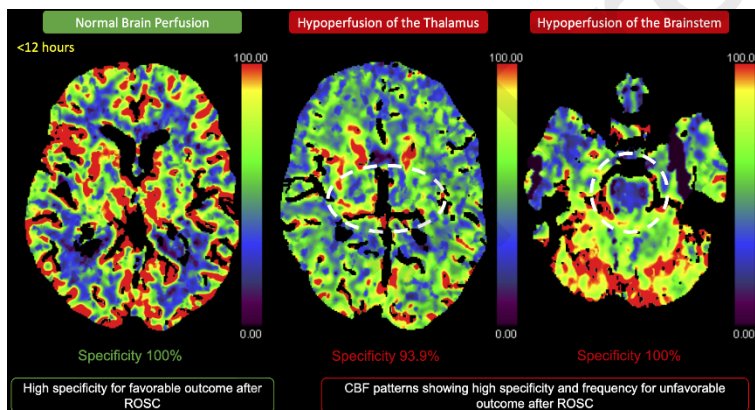 Normal Brain Perfusion
Hypoperfusion of the Thalamus
Hypoperfusion of the Brainstem
<12 hours
100.00
100.00
100.00
0.00
0.00
0.00
Specificity 100%
Specificity 93.9%
Specificity 100%
High specificity for favorable outcome after
ROSC
CBF patterns showing high specificity and frequency for unfavorable
outcome after ROSC